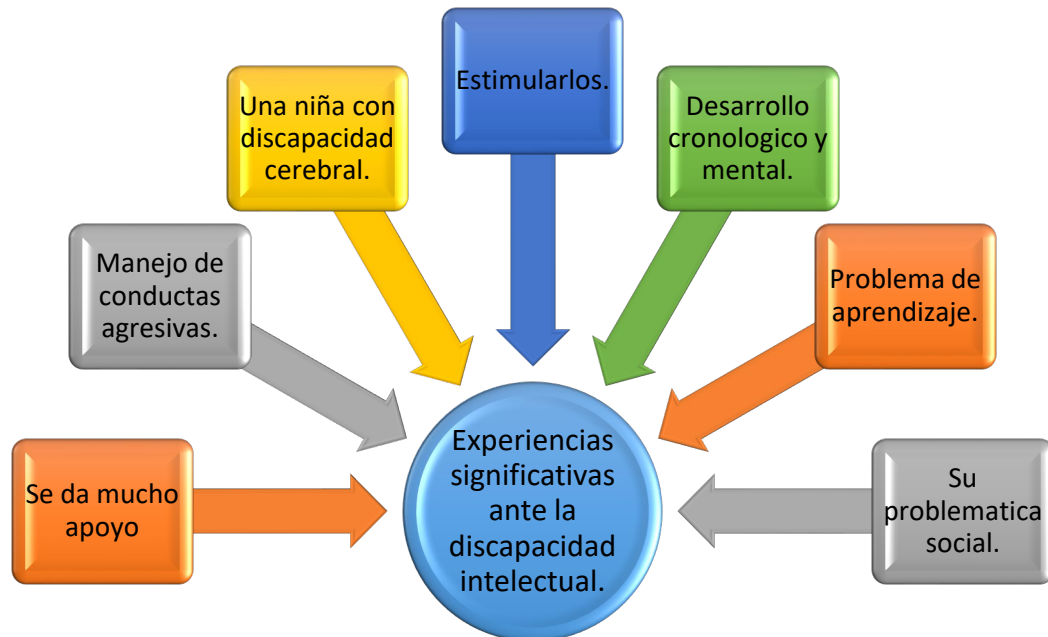 Se da mucho
apoyo
Manejo de
conductas
agresivas.
Una niña con
discapacidad
cerebral.
Estimularlos.
Desarrollo
cronologico y
mental.
Problema de
aprendizaje.
Su
problematica
social.
Experiencias
significativas
ante la
discapacidad
intelectual.